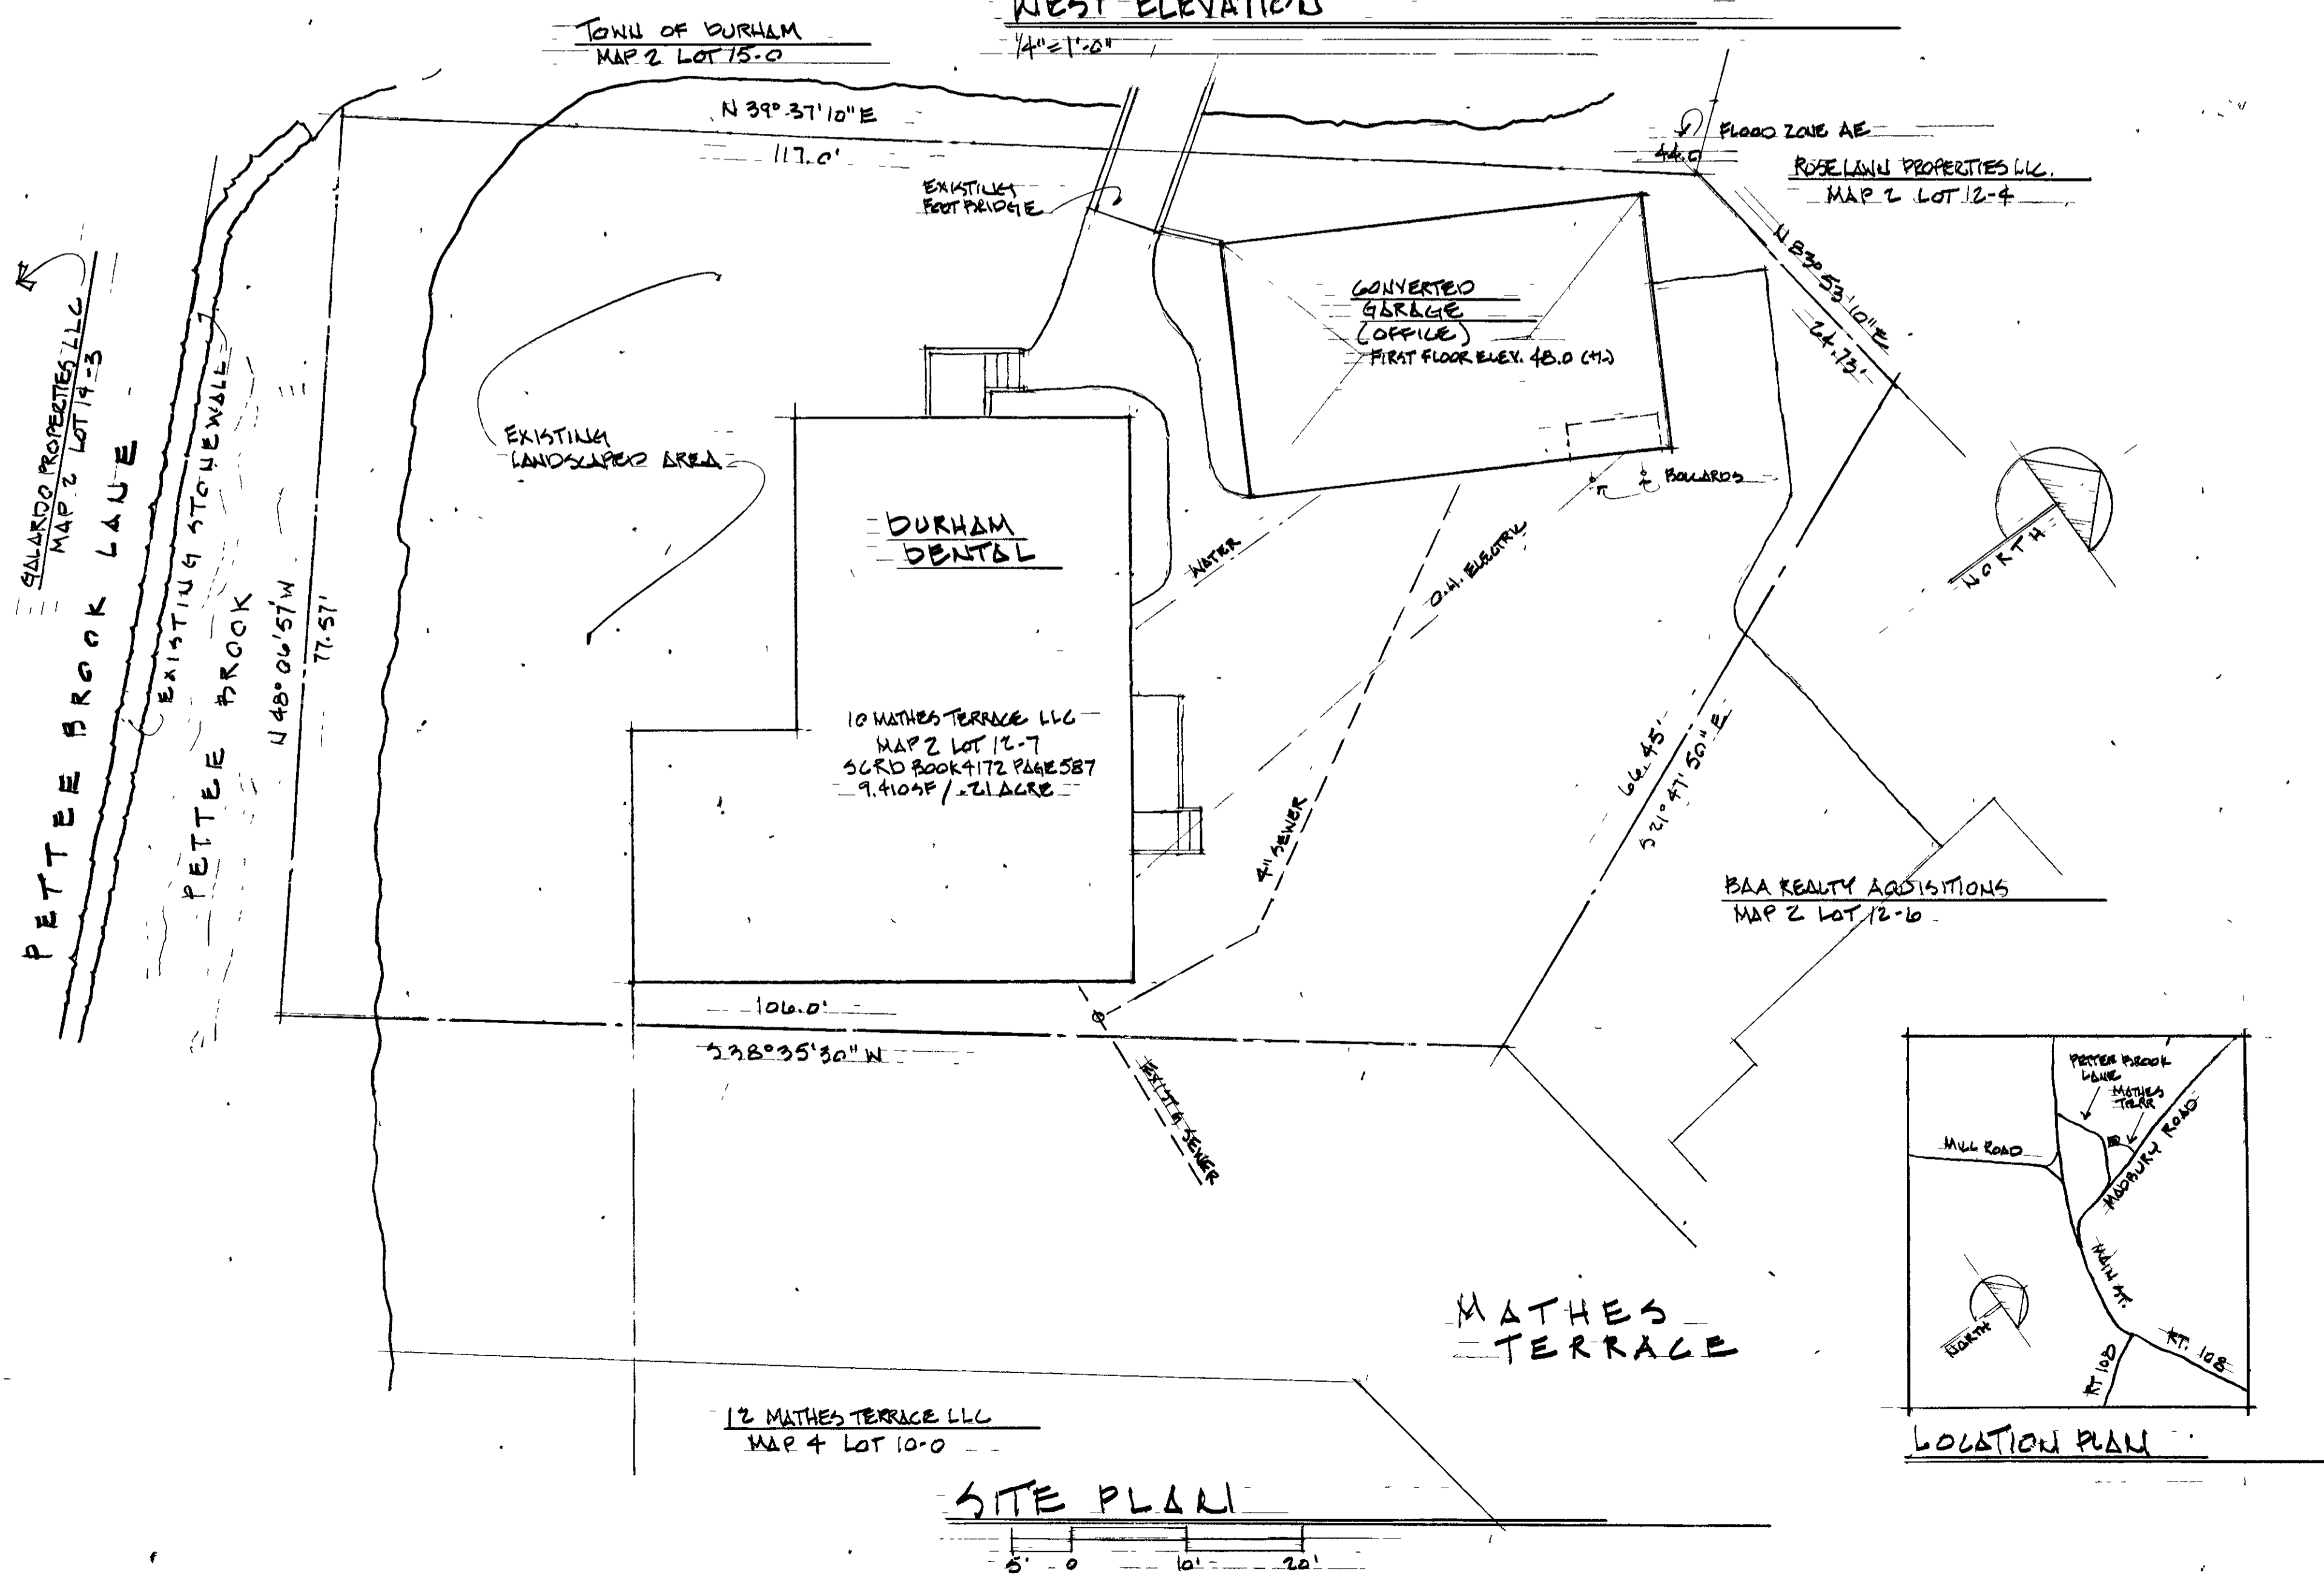 WEST ELEVATION
1/4"=1'-0"
TOWN OF DURHAM
MAP 2 LOT 15-0
N 39° 37' 10" E
117.0'
44.0
FLOOD ZONE AE
ROSELAWN PROPERTIES LLC.
MAP 2 LOT 12-4
EXISTING
FOOT BRIDGE
N 83° 53' 10" E
24.73'
CONVERTED
GARAGE
(OFFICE)
FIRST FLOOR ELEV. 48.0 (+/-)
BOLLARDS
NORTH
GALARDO PROPERTIES LLC
MAP 2 LOT 14-3
PETTEE BROOK LANE
EXISTING STONEWALL
PETTEE BROOK
N 48° 06' 57" W
77.57'
EXISTING
LANDSCAPED AREA
DURHAM
DENTAL
WATER
O.H. ELECTRIC
10 MATHES TERRACE LLC
MAP 2 LOT 12-7
SCRD BOOK 4172 PAGE 587
9.410 SF / .21 ACRE
4" SEWER
66.45'
S 21° 47' 50" E
BAA REALTY AQUISITIONS
MAP 2 LOT 12-6
106.0'
S 38° 35' 30" W
EXIST'G SEWER
MATHES
TERRACE
12 MATHES TERRACE LLC
MAP 4 LOT 10-0
SITE PLAN
5' 0 10' 20'
PETTEE BROOK
LANE
MATHES
TERR
MILL ROAD
MADBURY ROAD
MAIN ST.
NORTH
RT 108
RT. 108
LOCATION PLAN